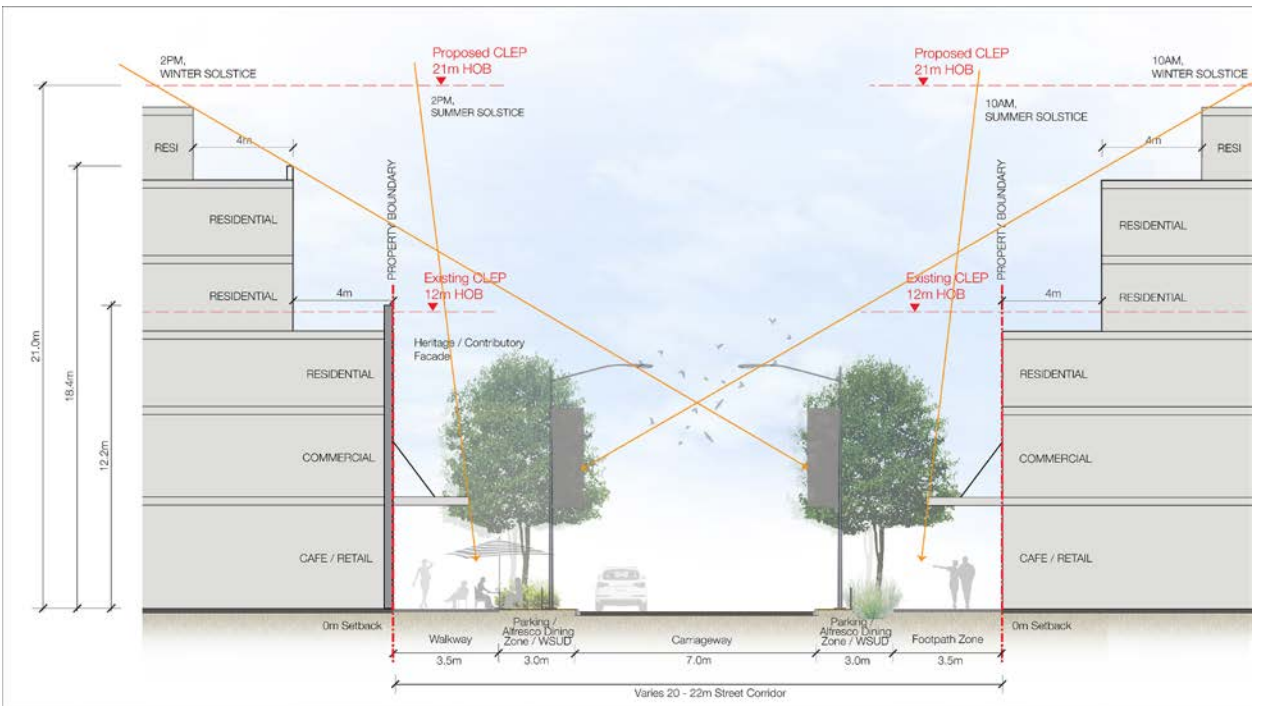 2PM,
WINTER SOLSTICE
Proposed CLEP
21m HOB
2PM,
SUMMER SOLSTICE
Proposed CLEP
21m HOB
10AM,
SUMMER SOLSTICE
10AM,
WINTER SOLSTICE
RESI
4m
4m
RESI
RESIDENTIAL
PROPERTY BOUNDARY
PROPERTY BOUNDARY
RESIDENTIAL
RESIDENTIAL
4m
Existing CLEP
12m HOB
Existing CLEP
12m HOB
4m
RESIDENTIAL
21.0m
18.4m
12.2m
Heritage / Contributory
Facade
RESIDENTIAL
RESIDENTIAL
COMMERCIAL
COMMERCIAL
CAFE / RETAIL
CAFE / RETAIL
0m Setback
0m Setback
Walkway
3.5m
Parking /
Alfresco Dining
Zone / WSUD
3.0m
Carriageway
7.0m
Parking /
Alfresco Dining
Zone / WSUD
3.0m
Footpath Zone
3.5m
Varies 20 - 22m Street Corridor